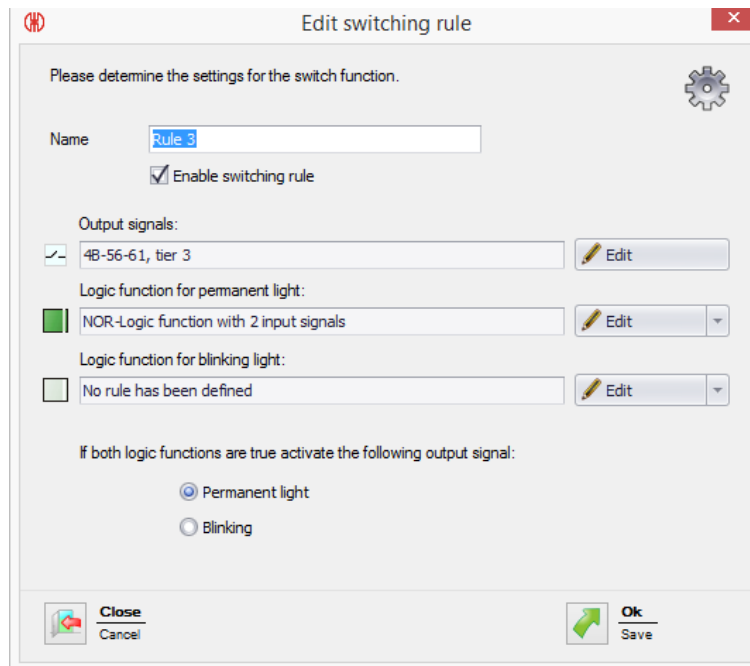 Edit switching rule
Please determine the settings for the switch function.
Name Rule 3
Enable switching rule
Output signals:
4B-56-61, tier 3 Edit
Logic function for permanent light:
NOR-Logic function with 2 input signals Edit
Logic function for blinking light:
No rule has been defined Edit
If both logic functions are true activate the following output signal:
Permanent light
Blinking
Close Ok
Cancel Save